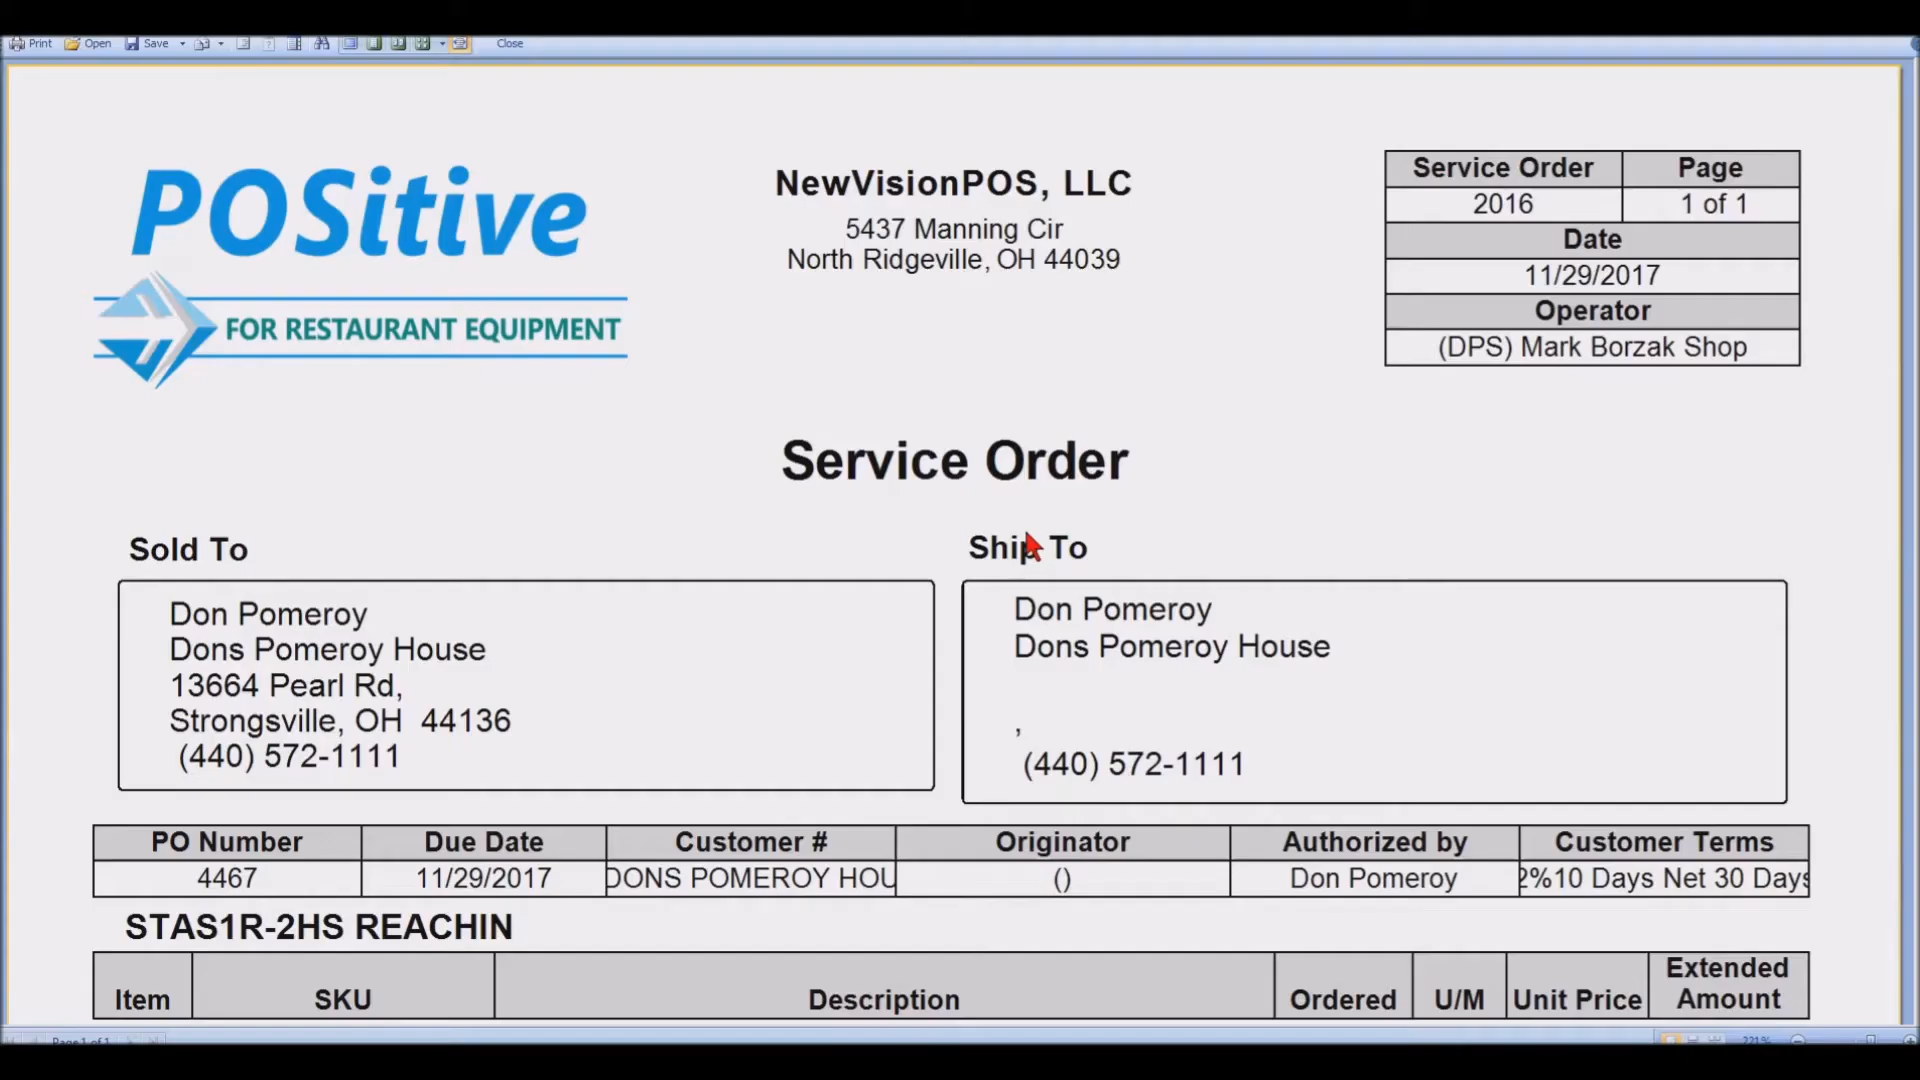 Print Open Save Close
POSitive
FOR RESTAURANT EQUIPMENT
NewVisionPOS, LLC
5437 Manning Cir
North Ridgeville, OH 44039
Service Order Page
2016 1 of 1
Date
11/29/2017
Operator
(DPS) Mark Borzak Shop
Service Order
Sold To
Don Pomeroy
Dons Pomeroy House
13664 Pearl Rd,
Strongsville, OH 44136
(440) 572-1111
Ship To
Don Pomeroy
Dons Pomeroy House
,
(440) 572-1111
PO Number Due Date Customer # Originator Authorized by Customer Terms
4467 11/29/2017 DONS POMEROY HOU () Don Pomeroy 2%10 Days Net 30 Days
STAS1R-2HS REACHIN
Item SKU Description Ordered U/M Unit Price Extended Amount
Page 1 of 1
221%